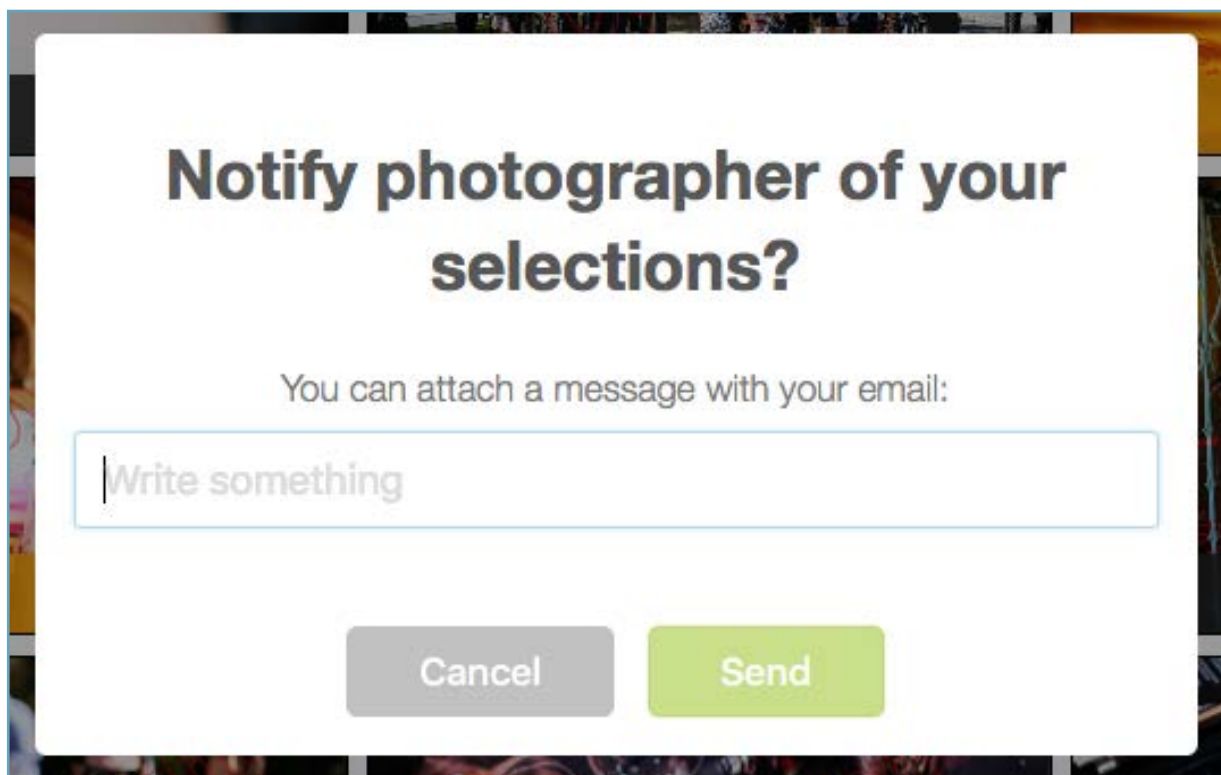 Notify photographer of your
selections?
You can attach a message with your email:
Write something
Cancel
Send